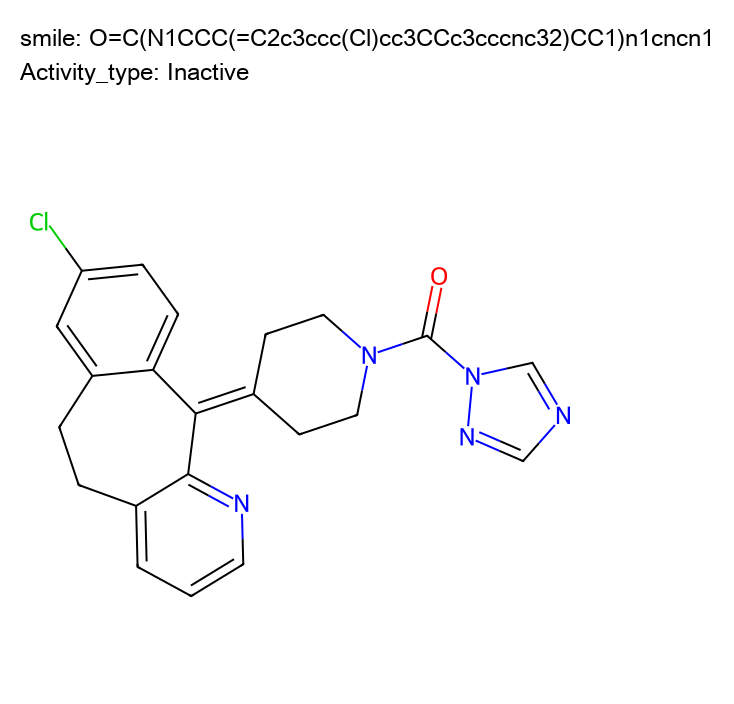 smile: O=C(N1CCC(=C2c3ccc(Cl)cc3CCc3cccnc32)CC1)n1cncn1
Activity_type: Inactive
Cl
O
N
N
N
N
N